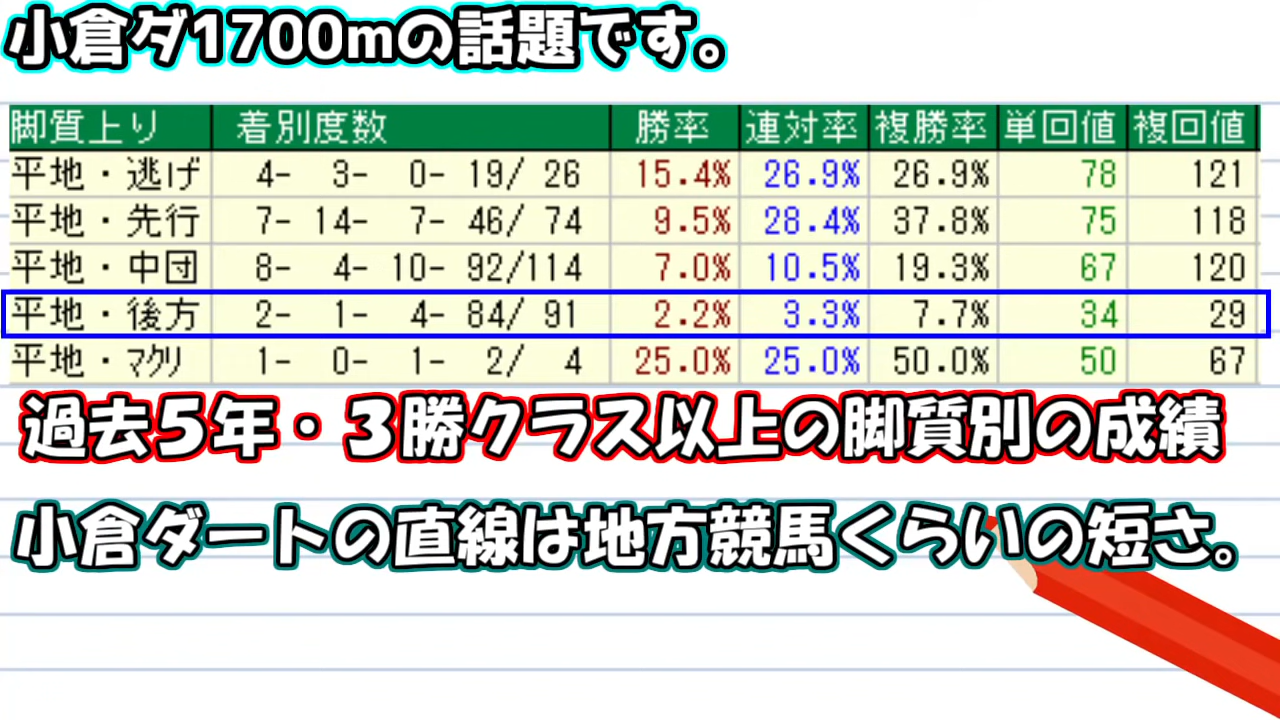 小倉ダ1700mの話題です。
脚質上り 着別度数 勝率 連対率 複勝率 単回値 複回値
平地・逃げ 4- 3- 0- 19/ 26 15.4% 26.9% 26.9% 78 121
平地・先行 7- 14- 7- 46/ 74 9.5% 28.4% 37.8% 75 118
平地・中団 8- 4- 10- 92/114 7.0% 10.5% 19.3% 67 120
平地・後方 2- 1- 4- 84/ 91 2.2% 3.3% 7.7% 34 29
平地・マクリ 1- 0- 1- 2/ 4 25.0% 25.0% 50.0% 50 67
過去5年・3勝クラス以上の脚質別の成績
小倉ダートの直線は地方競馬くらいの短さ。